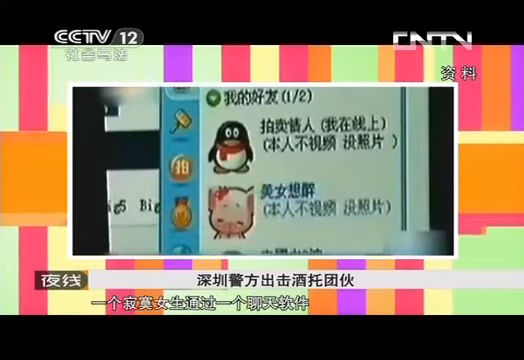 CCTV 12
社会与法
CNTV
资料
我的好友(1/2)
拍卖情人 (我在线上)
(本人不视频 没照片 )
拍
美女想醉
(本人不视频 没照片)
Big
夜线
深圳警方出击酒托团伙
一个寂寞女生通过一个聊天软件